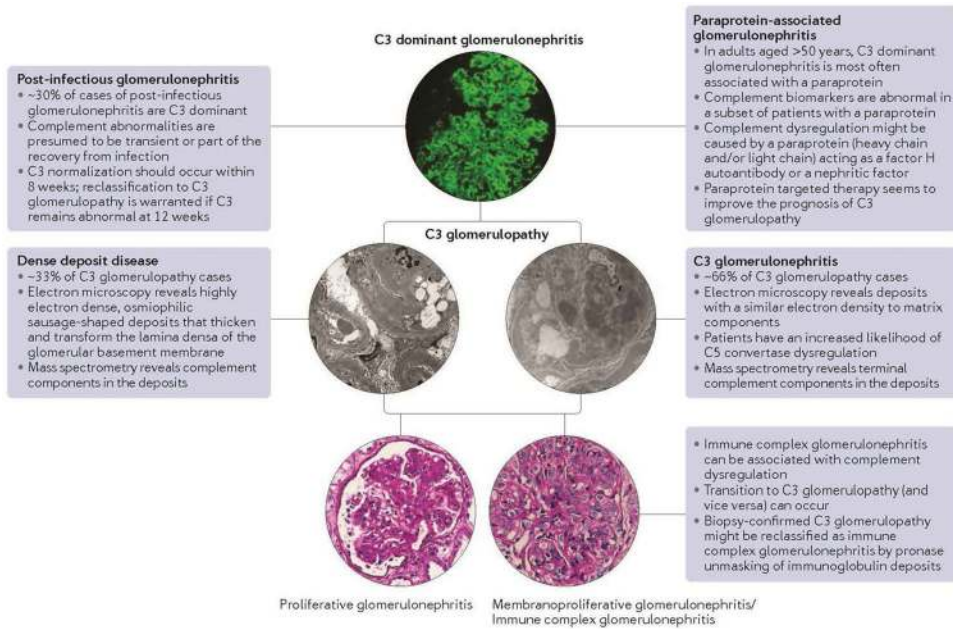 C3 dominant glomerulonephritis
Post-infectious glomerulonephritis
• ~30% of cases of post-infectious
glomerulonephritis are C3 dominant
• Complement abnormalities are
presumed to be transient or part of the
recovery from infection
• C3 normalization should occur within
8 weeks; reclassification to C3
glomerulopathy is warranted if C3
remains abnormal at 12 weeks
Paraprotein-associated
glomerulonephritis
• In adults aged >50 years, C3 dominant
glomerulonephritis is most often
associated with a paraprotein
• Complement biomarkers are abnormal in
a subset of patients with a paraprotein
• Complement dysregulation might be
caused by a paraprotein (heavy chain
and/or light chain) acting as a factor H
autoantibody or a nephritic factor
• Paraprotein targeted therapy seems to
improve the prognosis of C3
glomerulopathy
C3 glomerulopathy
Dense deposit disease
• ~33% of C3 glomerulopathy cases
• Electron microscopy reveals highly
electron dense, osmiophilic
sausage-shaped deposits that thicken
and transform the lamina densa of the
glomerular basement membrane
• Mass spectrometry reveals complement
components in the deposits
C3 glomerulonephritis
• ~66% of C3 glomerulopathy cases
• Electron microscopy reveals deposits
with a similar electron density to matrix
components
• Patients have an increased likelihood of
C5 convertase dysregulation
• Mass spectrometry reveals terminal
complement components in the deposits
• Immune complex glomerulonephritis
can be associated with complement
dysregulation
• Transition to C3 glomerulopathy (and
vice versa) can occur
• Biopsy-confirmed C3 glomerulopathy
might be reclassified as immune
complex glomerulonephritis by pronase
unmasking of immunoglobulin deposits
Proliferative glomerulonephritis
Membranoproliferative glomerulonephritis/
Immune complex glomerulonephritis